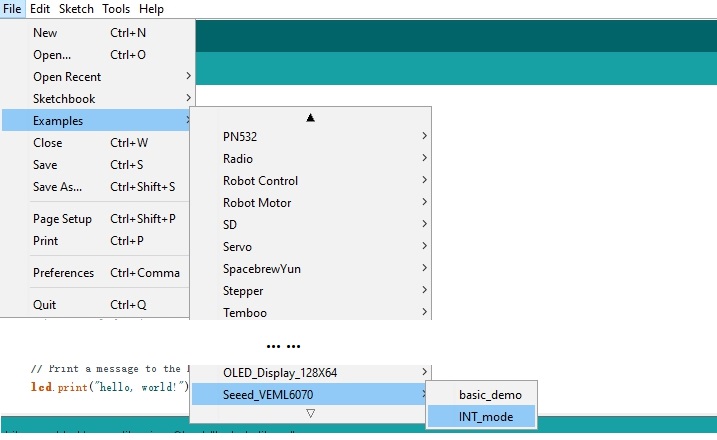 File Edit Sketch Tools Help
New Ctrl+N
Open... Ctrl+O
Open Recent
Sketchbook
Examples
Close Ctrl+W
Save Ctrl+S
Save As... Ctrl+Shift+S
Page Setup Ctrl+Shift+P
Print Ctrl+P
Preferences Ctrl+Comma
Quit Ctrl+Q
PN532
Radio
Robot Control
Robot Motor
SD
Servo
SpacebrewYun
Stepper
Temboo
... ...
OLED_Display_128X64
Seeed_VEML6070
basic_demo
INT_mode
// Print a message to the
lcd.print("hello, world!")